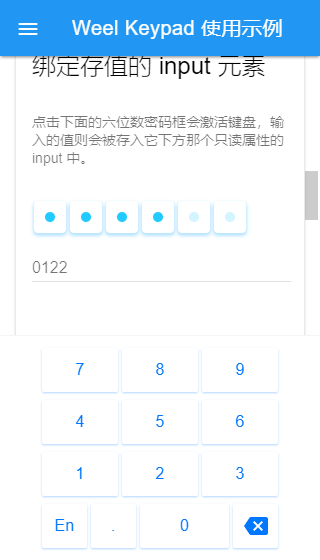 Weel Keypad 使用示例
绑定存值的 input 元素
点击下面的六位数密码框会激活键盘，输
入的值则会被存入它下方那个只读属性的
input 中。
0122
7 8 9
4 5 6
1 2 3
En . 0